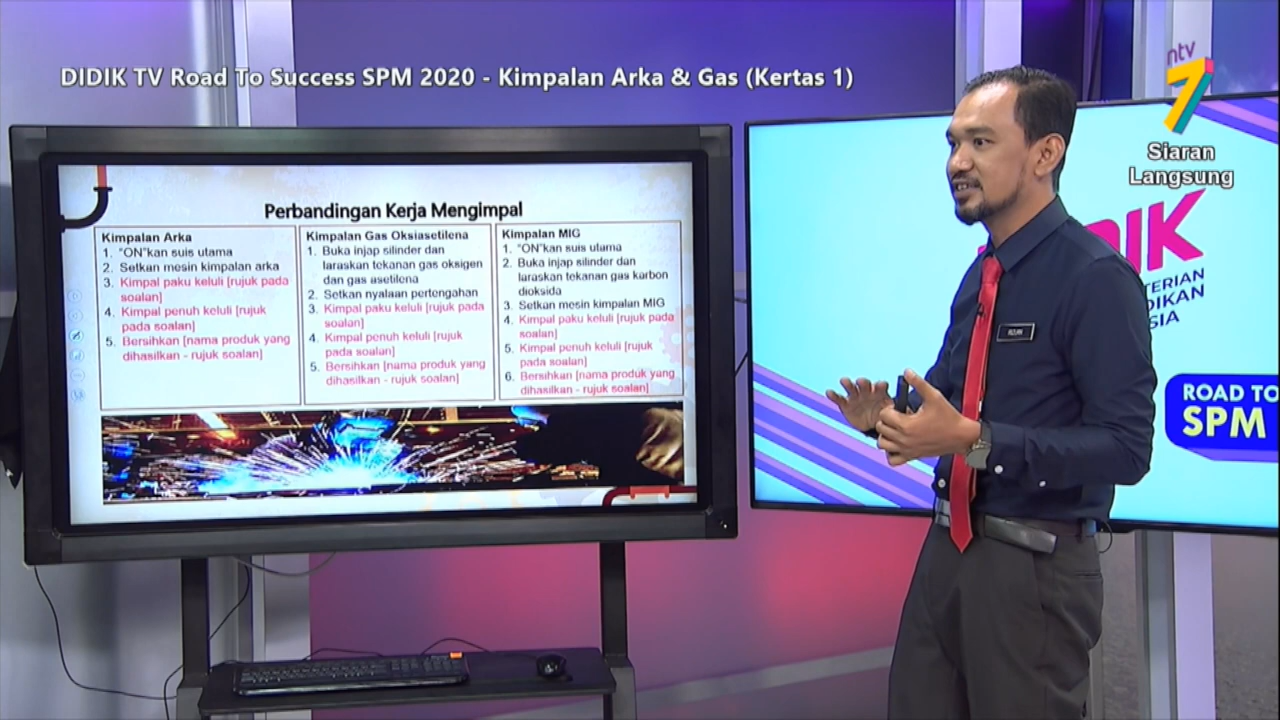 DIDIK TV Road To Success SPM 2020 - Kimpalan Arka & Gas (Kertas 1)
ntv
7
Siaran
Langsung
Perbandingan Kerja Mengimpal
Kimpalan Arka
1. "ON"kan suis utama
2. Setkan mesin kimpalan arka
3. Kimpal paku keluli [rujuk pada
soalan]
4. Kimpal penuh keluli [rujuk
pada soalan]
5. Bersihkan [nama produk yang
dihasilkan - rujuk soalan]
Kimpalan Gas Oksiasetilena
1. Buka injap silinder dan
laraskan tekanan gas oksigen
dan gas asetilena
2. Setkan nyalaan pertengahan
3. Kimpal paku keluli [rujuk pada
soalan]
4. Kimpal penuh keluli [rujuk
pada soalan]
5. Bersihkan [nama produk yang
dihasilkan - rujuk soalan]
Kimpalan MIG
1. "ON"kan suis utama
2. Buka injap silinder dan
laraskan tekanan gas karbon
dioksida
3. Setkan mesin kimpalan MIG
4. Kimpal paku keluli [rujuk pada
soalan]
5. Kimpal penuh keluli [rujuk
pada soalan]
6. Bersihkan [nama produk yang
dihasilkan - rujuk soalan]
DIK
TERIAN
DIKAN
SIA
ROAD TO
SPM